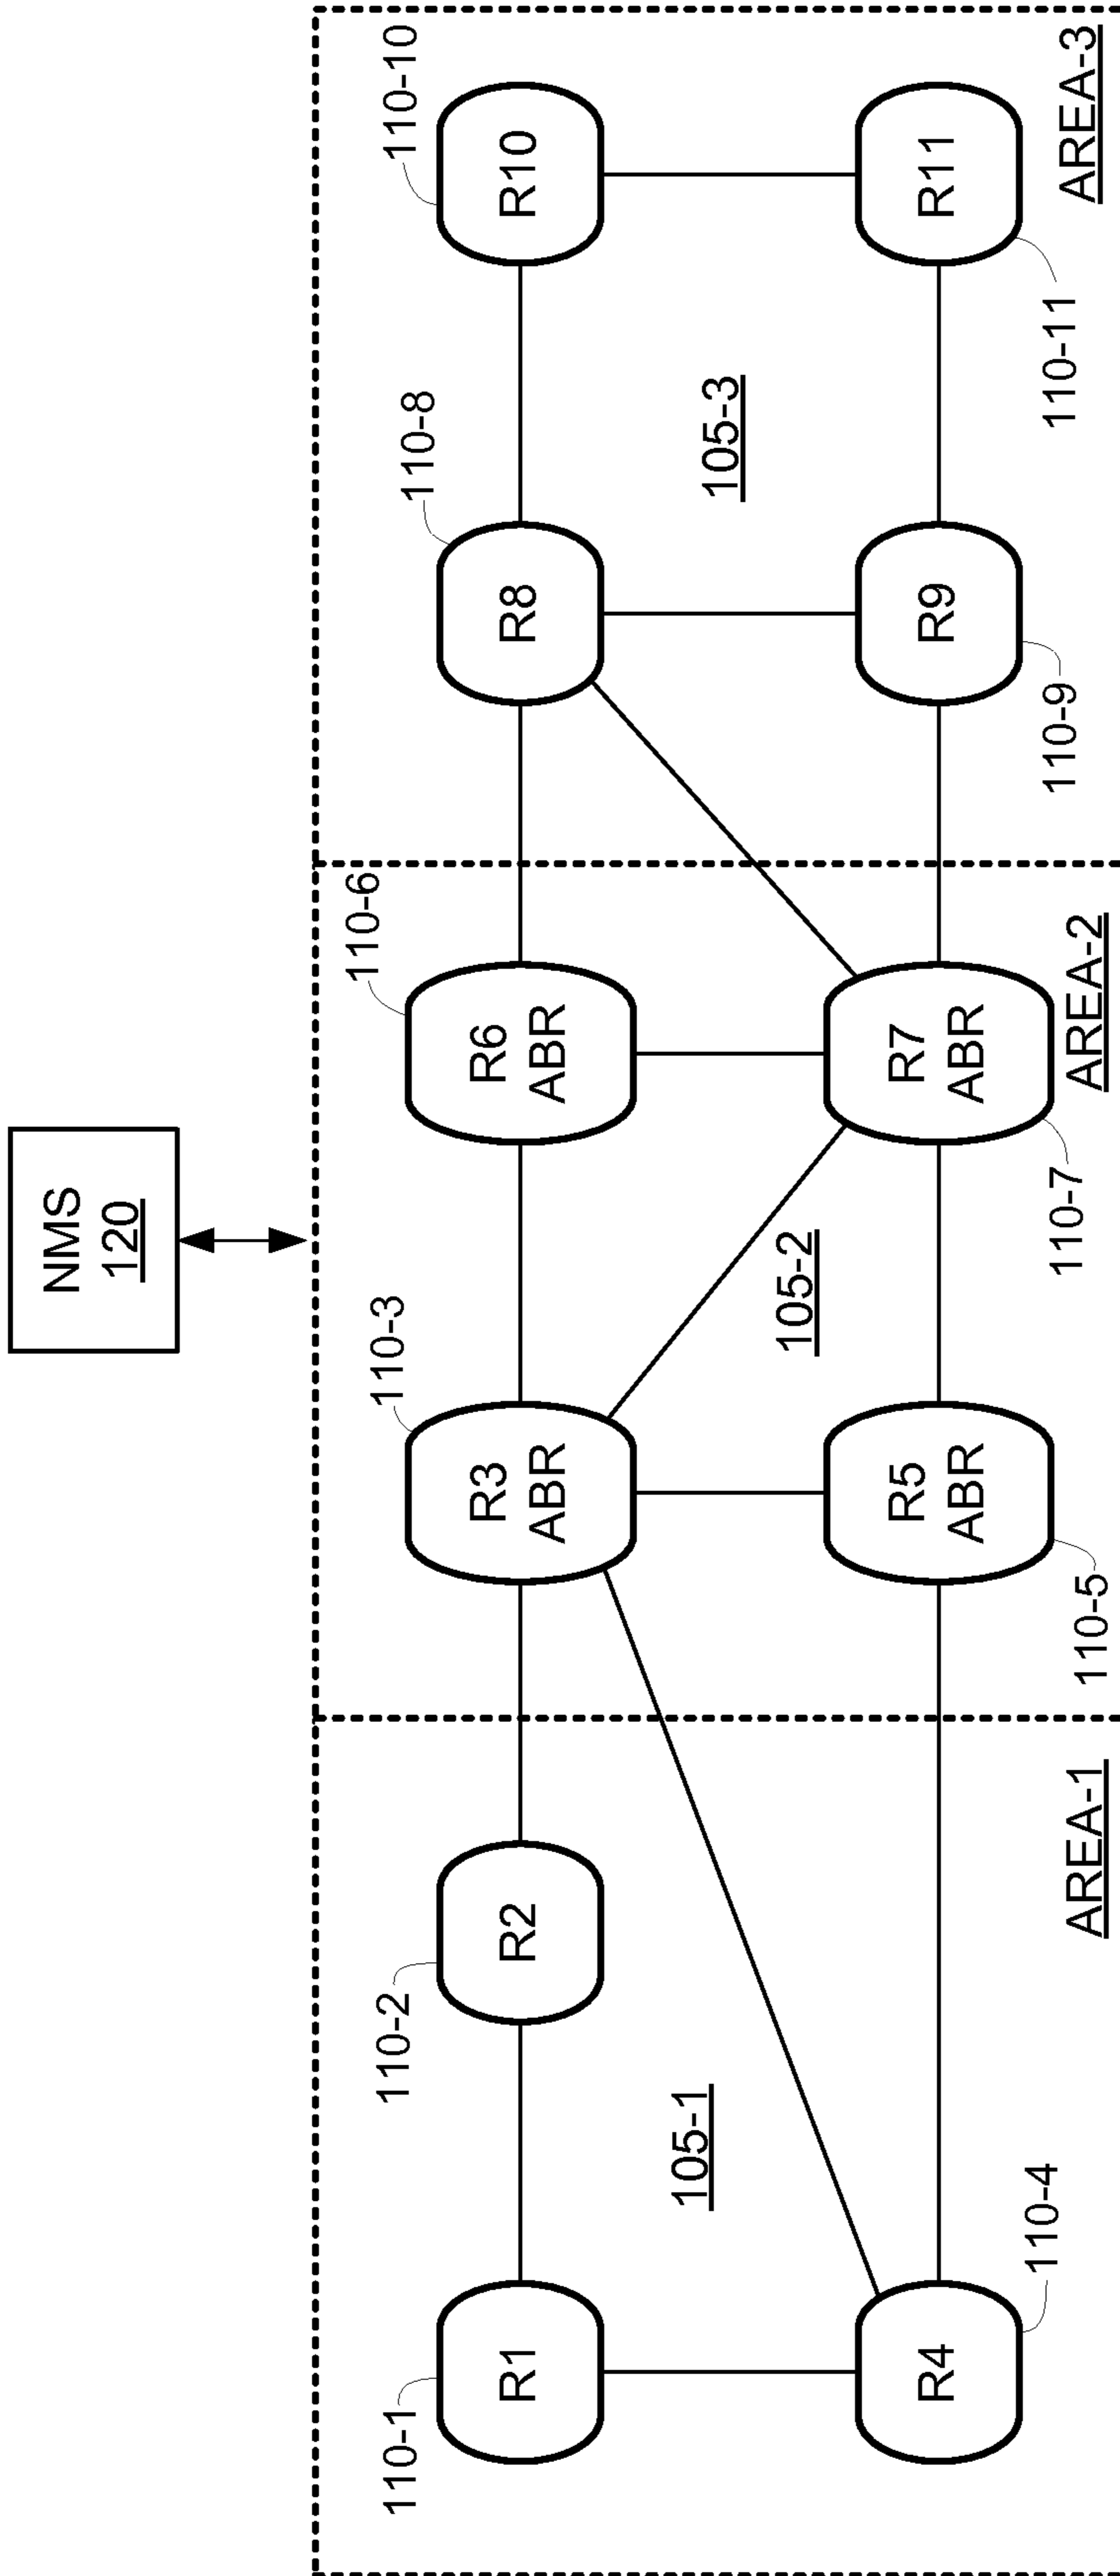 NMS
120
110-1
110-2
110-3
110-6
110-8
110-10
R1
R2
R3
ABR
R6
ABR
R8
R10
105-1
105-2
105-3
R4
R5
ABR
R7
ABR
R9
R11
110-4
110-5
110-7
110-9
110-11
AREA-1
AREA-2
AREA-3